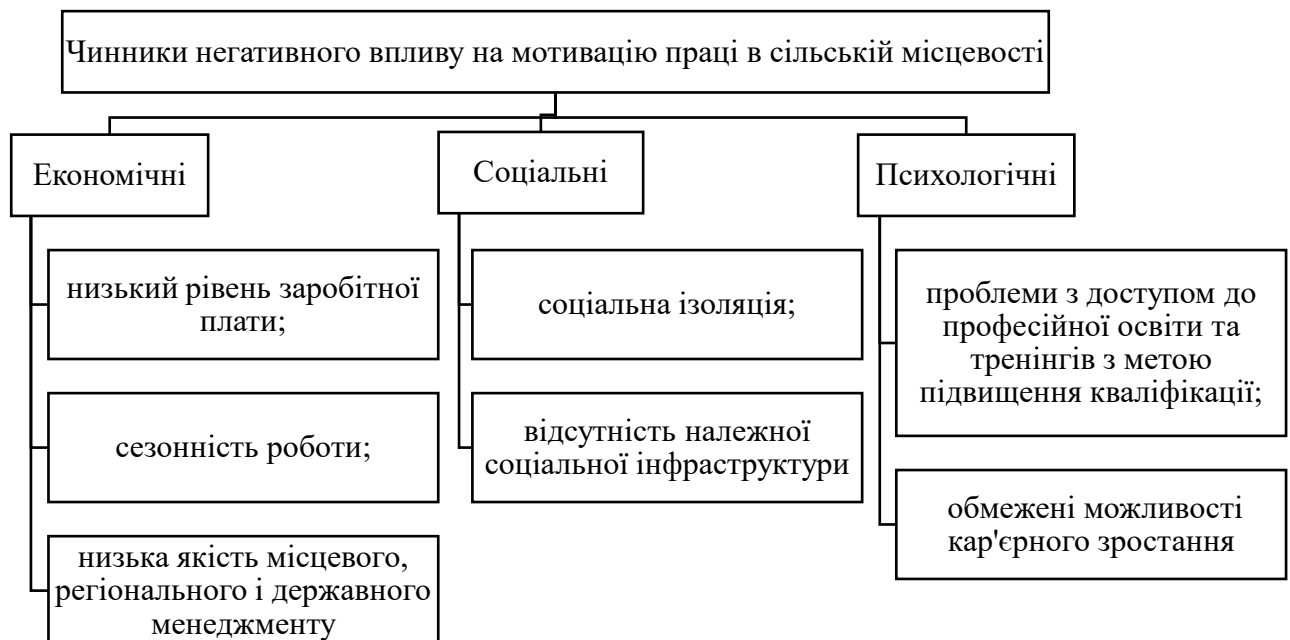 Чинники негативного впливу на мотивацію праці в сільській місцевості
Економічні
низький рівень заробітної
плати;
сезонність роботи;
низька якість місцевого,
регіонального і державного
менеджменту
Соціальні
соціальна ізоляція;
відсутність належної
соціальної інфраструктури
Психологічні
проблеми з доступом до
професійної освіти та
тренінгів з метою
підвищення кваліфікації;
обмежені можливості
кар'єрного зростання